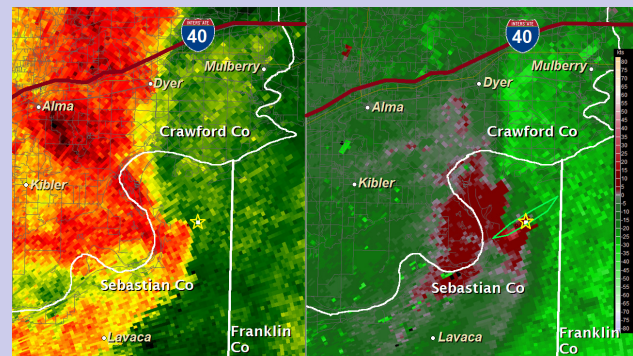 INTERSTATE
40
Mulberry
Dyer
Alma
Crawford Co
Kibler
Sebastian Co
Lavaca
Franklin
Co
INTERSTATE
40
Mulberry
Dyer
Alma
Crawford Co
Kibler
Sebastian Co
Lavaca
Franklin
Co
kts
80
75
70
65
60
55
50
45
40
35
30
25
20
15
10
5
0
-5
-10
-15
-20
-25
-30
-35
-40
-45
-50
-55
-60
-65
-70
-75
-80